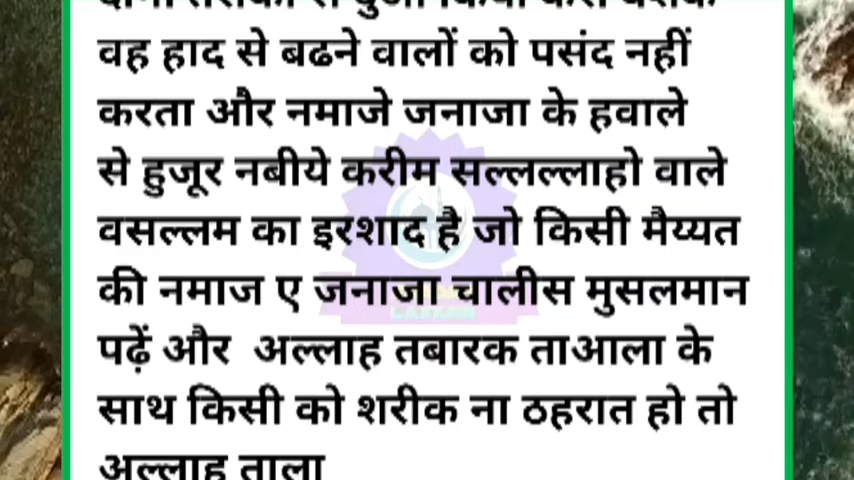 वह हाद से बढने वालों को पसंद नहीं
करता और नमाजे जनाजा के हवाले
से हुजूर नबीये करीम सल्लल्लाहो वाले
वसल्लम का इरशाद है जो किसी मैय्यत
की नमाज ए जनाजा चालीस मुसलमान
पढ़ें और अल्लाह तबारक ताआला के
साथ किसी को शरीक ना ठहरात हो तो
अल्लाह ताला